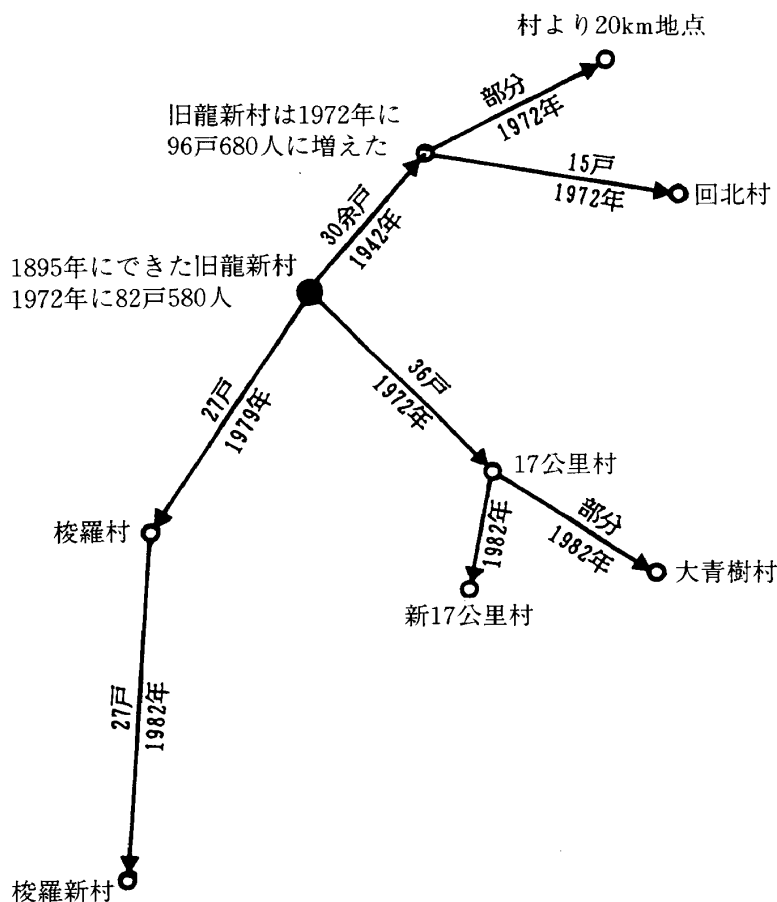 村より20km地点
部分
1972年
旧龍新村は1972年に
96戸680人に増えた
15戸
1972年
回北村
30余戸
1942年
1895年にできた旧龍新村
1972年に82戸580人
36戸
1972年
27戸
1979年
17公里村
部分
1982年
1982年
大青樹村
梭羅村
新17公里村
27戸
1982年
梭羅新村